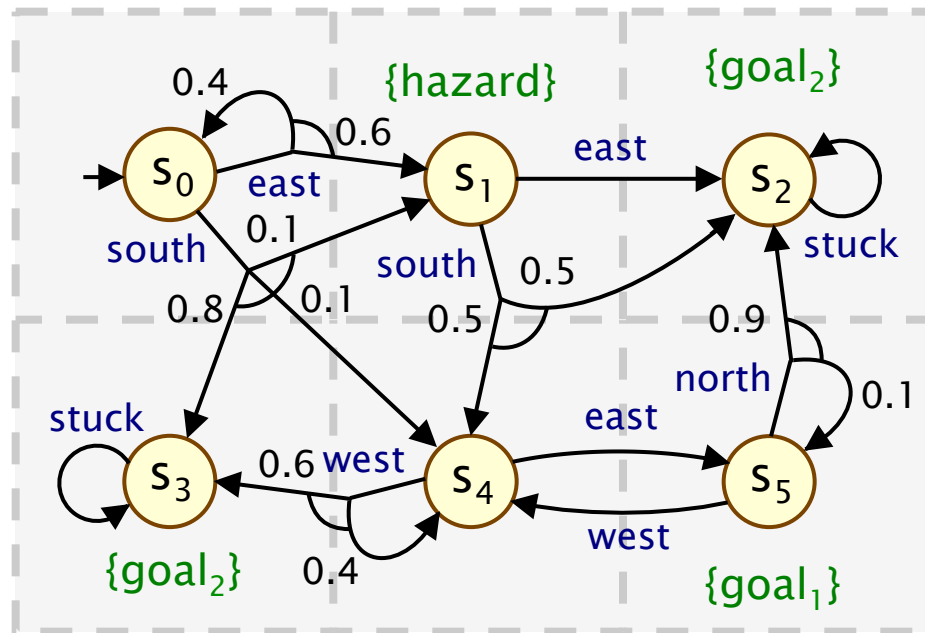 {goal₂}
{hazard}
0.4
0.6
s₀
s₁
east
s₂
east
0.1
south
south
0.5
stuck
0.8
0.1
0.5
0.9
north
0.1
stuck
east
0.6
west
s₃
s₄
s₅
west
0.4
{goal₂}
{goal₁}